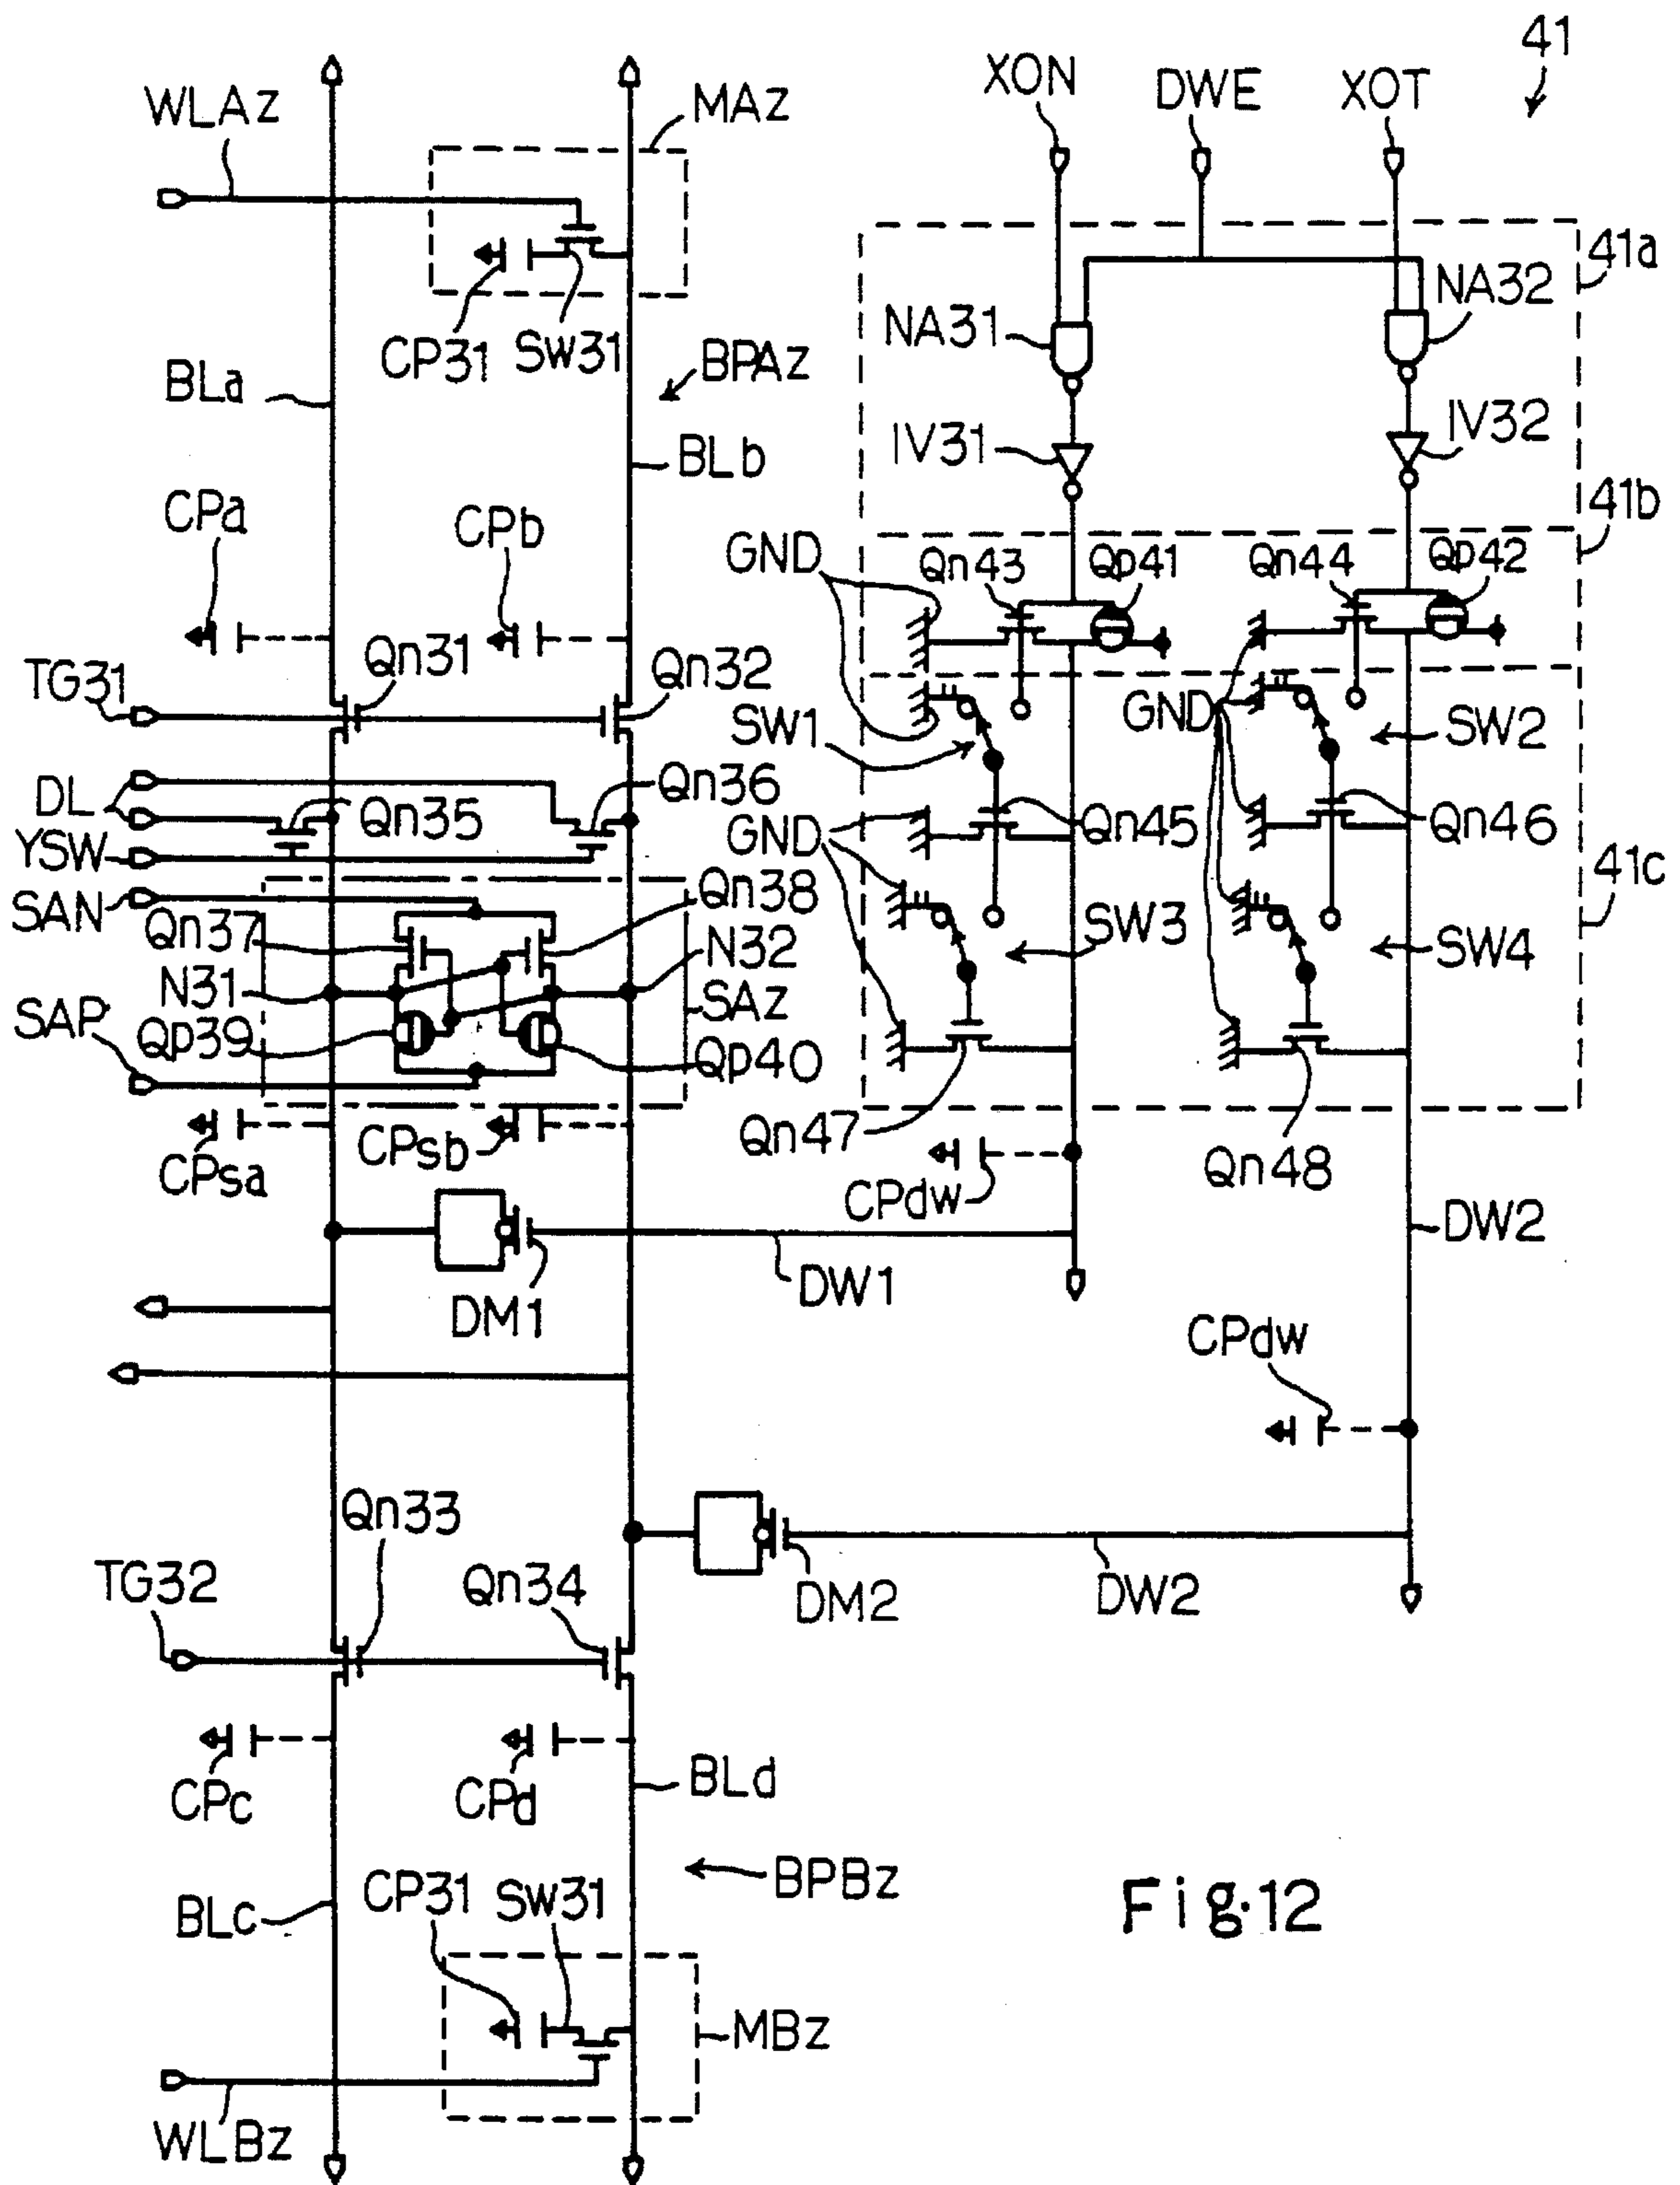 41
XON
DWE
XOT
WLAz
MAz
41a
NA32
NA31
CP31
SW31
BPAz
BLa
IV31
IV32
BLb
CPa
CPb
41b
GND
Qn43
Qp41
Qn44
Qp42
Qn31
Qn32
TG31
GND
SW1
SW2
DL
Qn35
Qn36
GND
Qn45
Qn46
YSW
41c
SAN
Qn37
Qn38
SW3
SW4
N31
N32
SAz
SAP
Qp39
Qp40
Qn47
Qn48
CPsa
CPsb
CPdw
DW2
DW1
DM1
CPdw
Qn33
TG32
Qn34
DM2
DW2
CPc
CPd
BLd
BPBz
CP31
SW31
BLc
Fig.12
MBz
WLBz